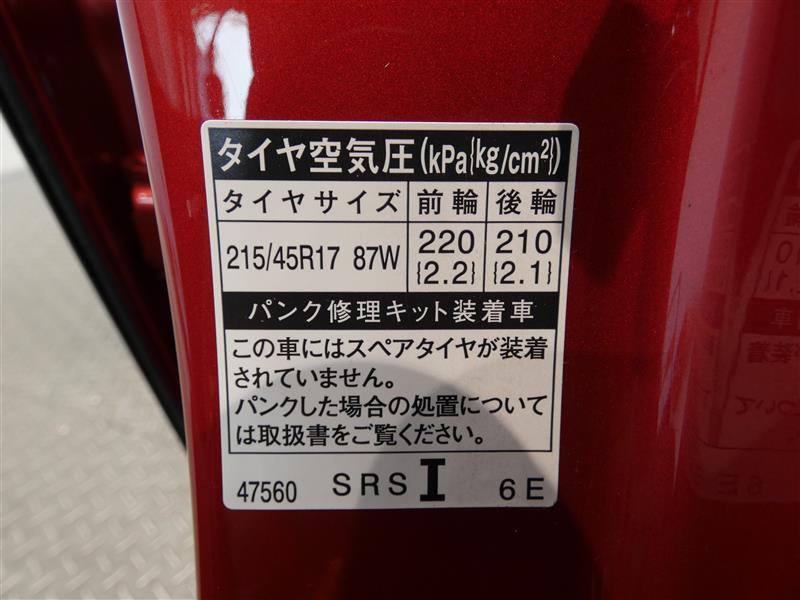 タイヤ空気圧(kPa{kg/cm²})
タイヤサイズ 前輪 後輪
215/45R17 87W 220 {2.2} 210 {2.1}
パンク修理キット装着車
この車にはスペアタイヤが装着
されていません。
パンクした場合の処置について
は取扱書をご覧ください。
47560 SRS I 6E